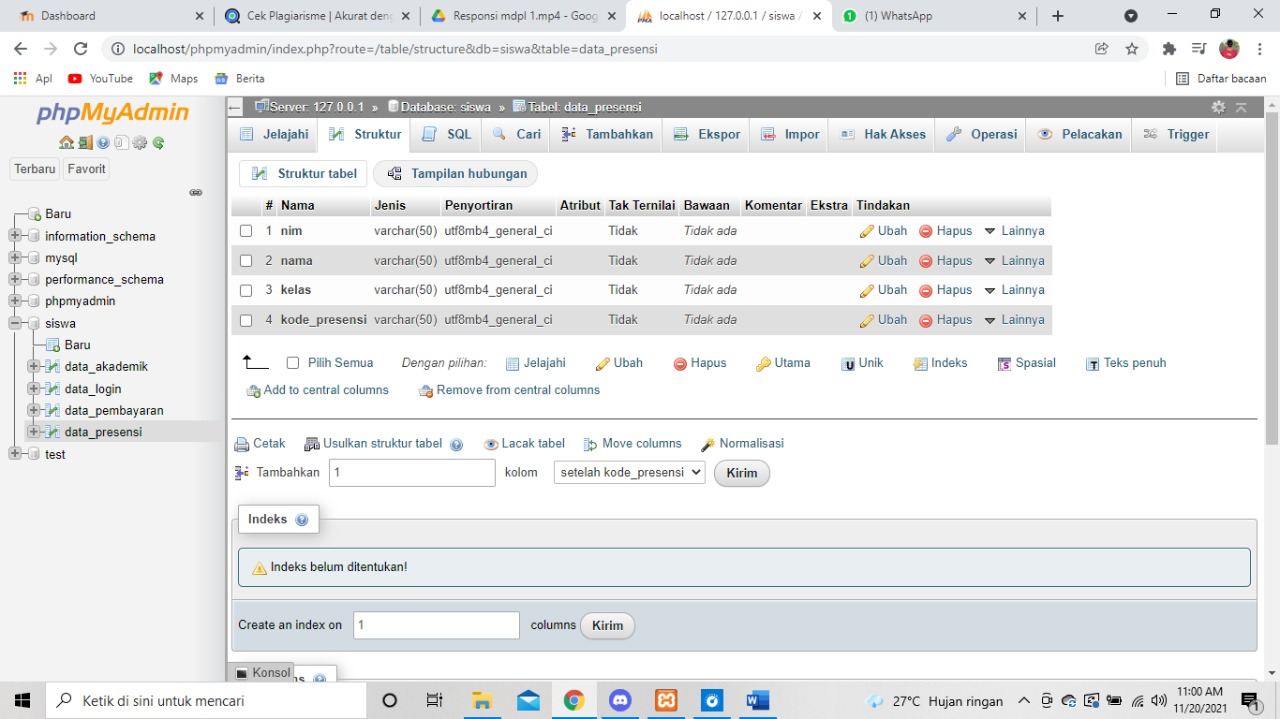 Dashboard
Cek Plagiarisme | Akurat den
Responsi mdpl 1.mp4 - Goog
localhost / 127.0.0.1 / siswa /
(1) WhatsApp
localhost/phpmyadmin/index.php?route=/table/structure&db=siswa&table=data_presensi
Apl YouTube Maps Berita Daftar bacaan
phpMyAdmin
Terbaru Favorit
Baru
information_schema
mysql
performance_schema
phpmyadmin
siswa
Baru
data_akademik
data_login
data_pembayaran
data_presensi
test
Server: 127.0.0.1 » Database: siswa » Tabel: data_presensi
Jelajahi Struktur SQL Cari Tambahkan Ekspor Impor Hak Akses Operasi Pelacakan Trigger
Struktur tabel Tampilan hubungan
# Nama Jenis Penyortiran Atribut Tak Ternilai Bawaan Komentar Ekstra Tindakan
1 nim varchar(50) utf8mb4_general_ci Tidak Tidak ada Ubah Hapus Lainnya
2 nama varchar(50) utf8mb4_general_ci Tidak Tidak ada Ubah Hapus Lainnya
3 kelas varchar(50) utf8mb4_general_ci Tidak Tidak ada Ubah Hapus Lainnya
4 kode_presensi varchar(50) utf8mb4_general_ci Tidak Tidak ada Ubah Hapus Lainnya
Pilih Semua Dengan pilihan: Jelajahi Ubah Hapus Utama Unik Indeks Spasial Teks penuh
Add to central columns Remove from central columns
Cetak Usulkan struktur tabel Lacak tabel Move columns Normalisasi
Tambahkan 1 kolom setelah kode_presensi Kirim
Indeks
Indeks belum ditentukan!
Create an index on 1 columns Kirim
Konsol
Ketik di sini untuk mencari
27°C Hujan ringan
11:00 AM
11/20/2021
1